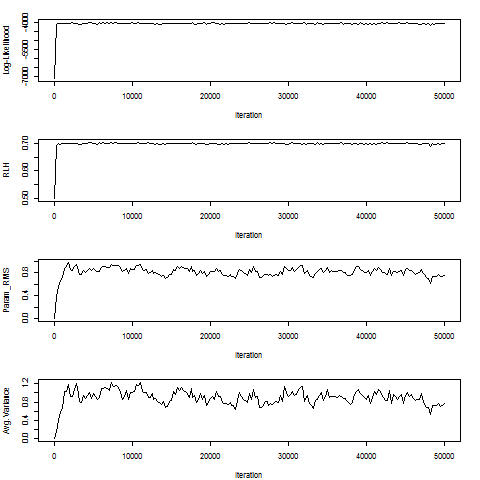 Log-Likelihood
-7000 -5500 -4000
0 10000 20000 30000 40000 50000
Iteration
RLH
0.50 0.60 0.70
0 10000 20000 30000 40000 50000
Iteration
Param_RMS
0.0 0.4 0.8
0 10000 20000 30000 40000 50000
Iteration
Avg. Variance
0.0 0.4 0.8 1.2
0 10000 20000 30000 40000 50000
Iteration